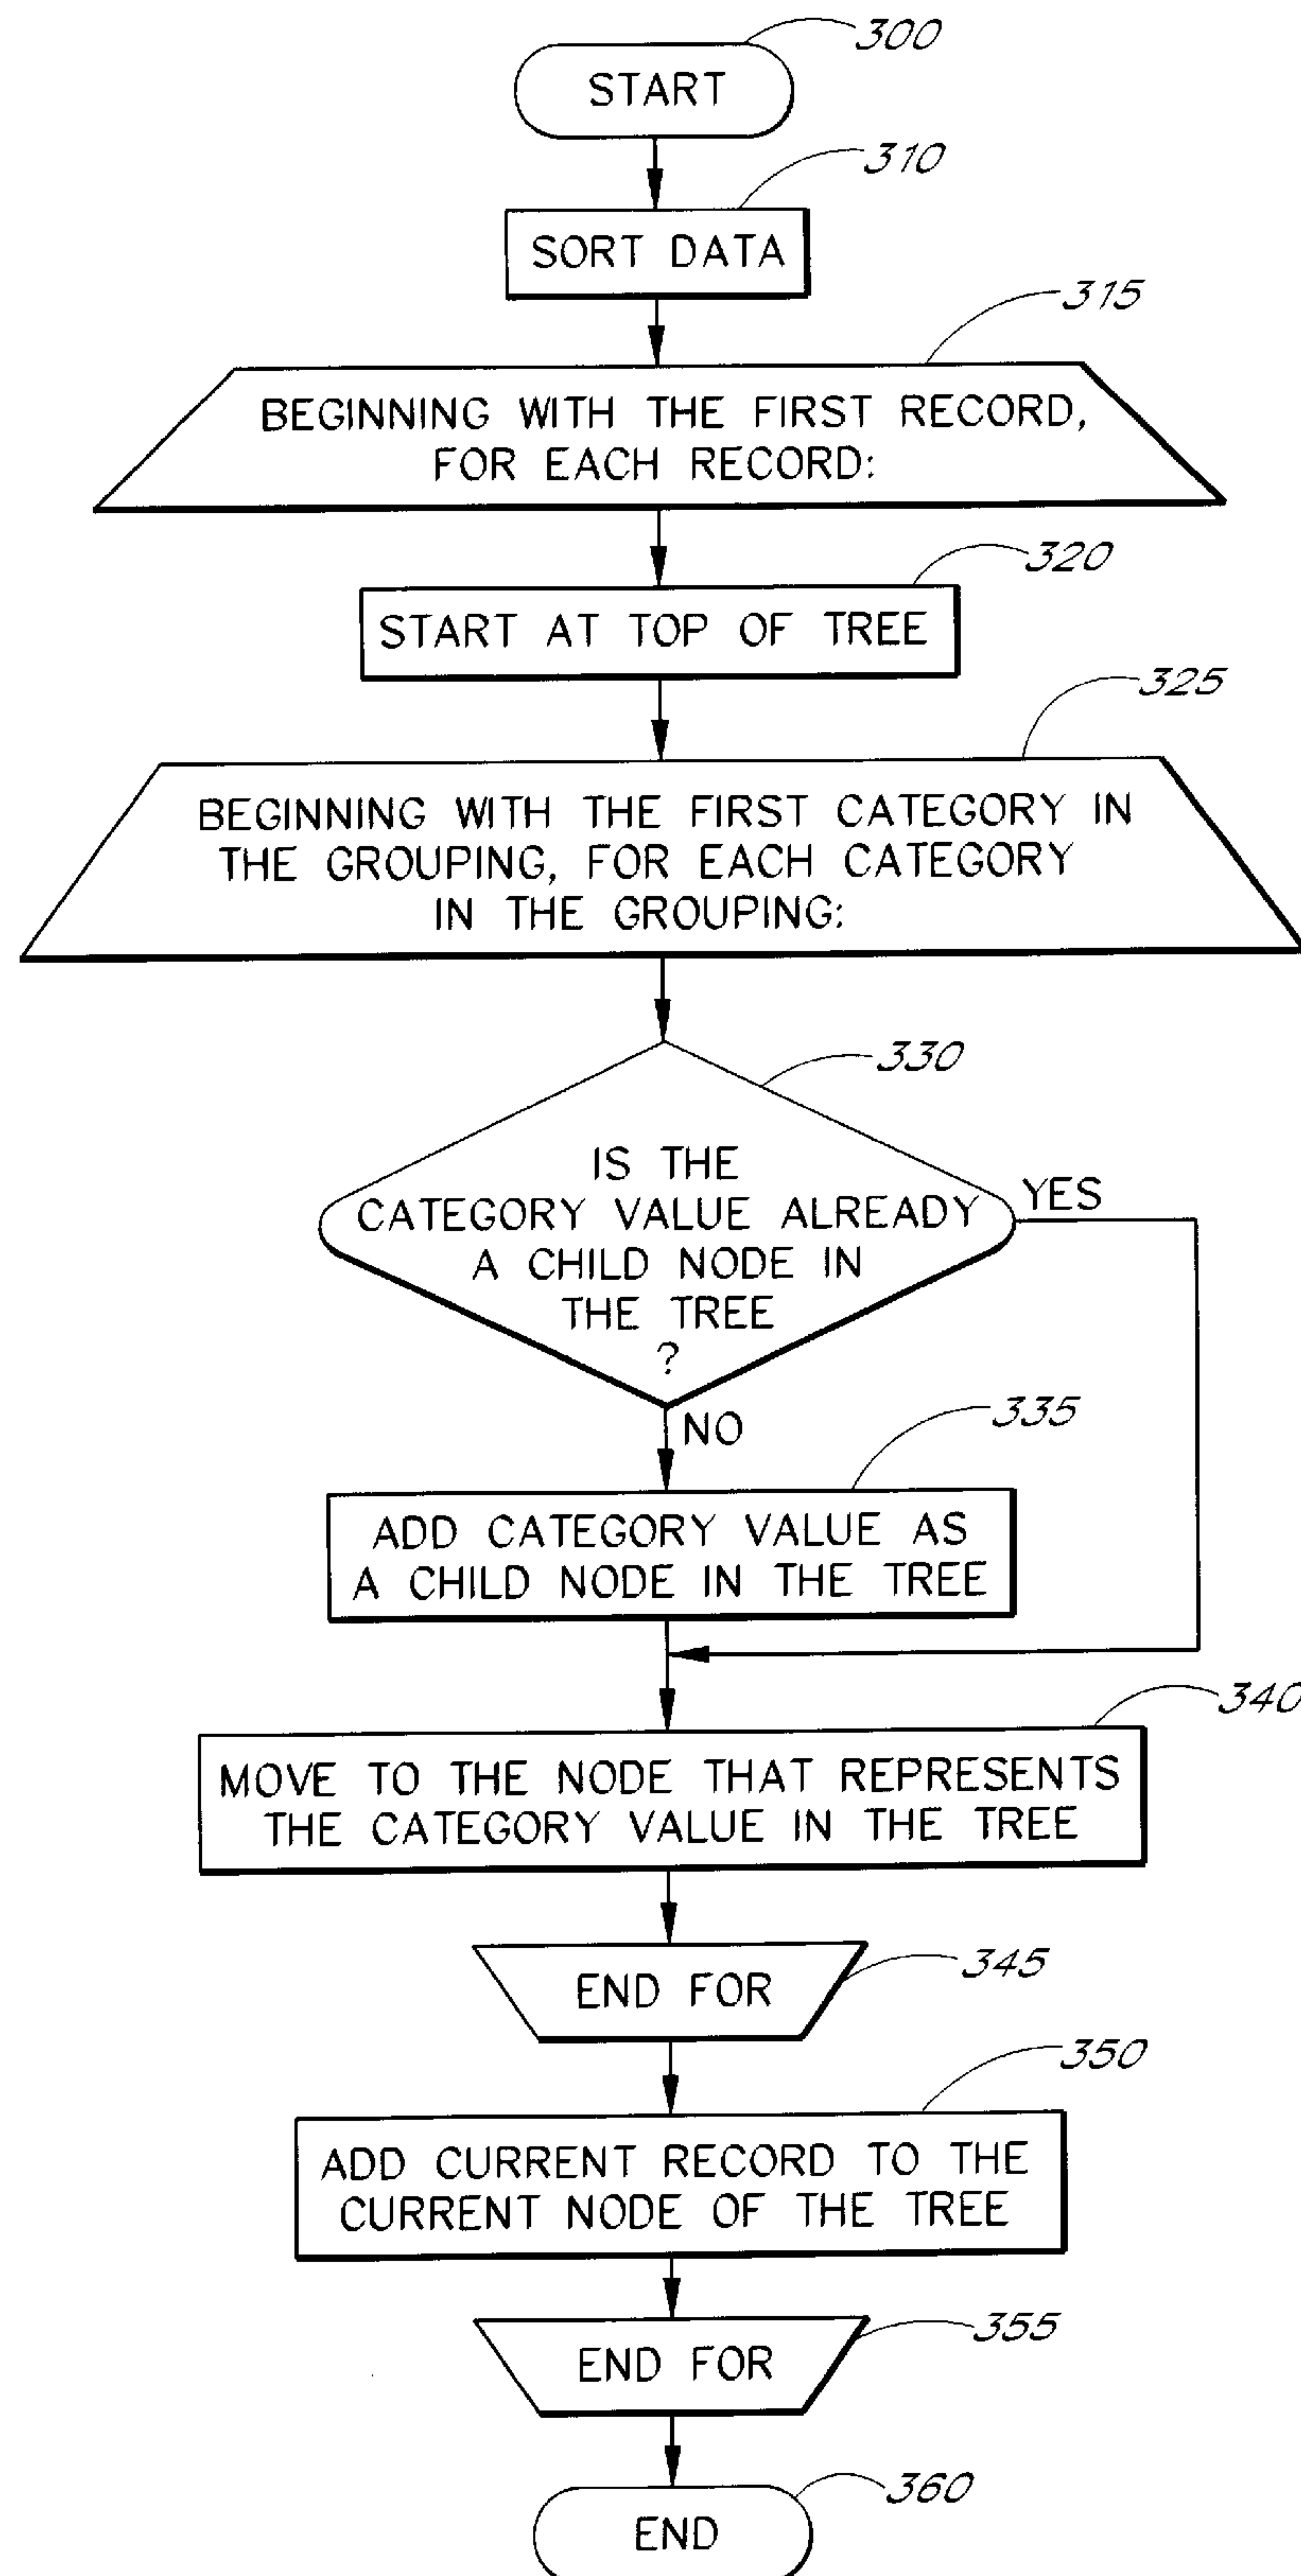 300
START
310
SORT DATA
315
BEGINNING WITH THE FIRST RECORD,
FOR EACH RECORD:
320
START AT TOP OF TREE
325
BEGINNING WITH THE FIRST CATEGORY IN
THE GROUPING, FOR EACH CATEGORY
IN THE GROUPING:
330
IS THE
CATEGORY VALUE ALREADY
A CHILD NODE IN
THE TREE
?
YES
NO
335
ADD CATEGORY VALUE AS
A CHILD NODE IN THE TREE
340
MOVE TO THE NODE THAT REPRESENTS
THE CATEGORY VALUE IN THE TREE
END FOR
345
350
ADD CURRENT RECORD TO THE
CURRENT NODE OF THE TREE
355
END FOR
360
END